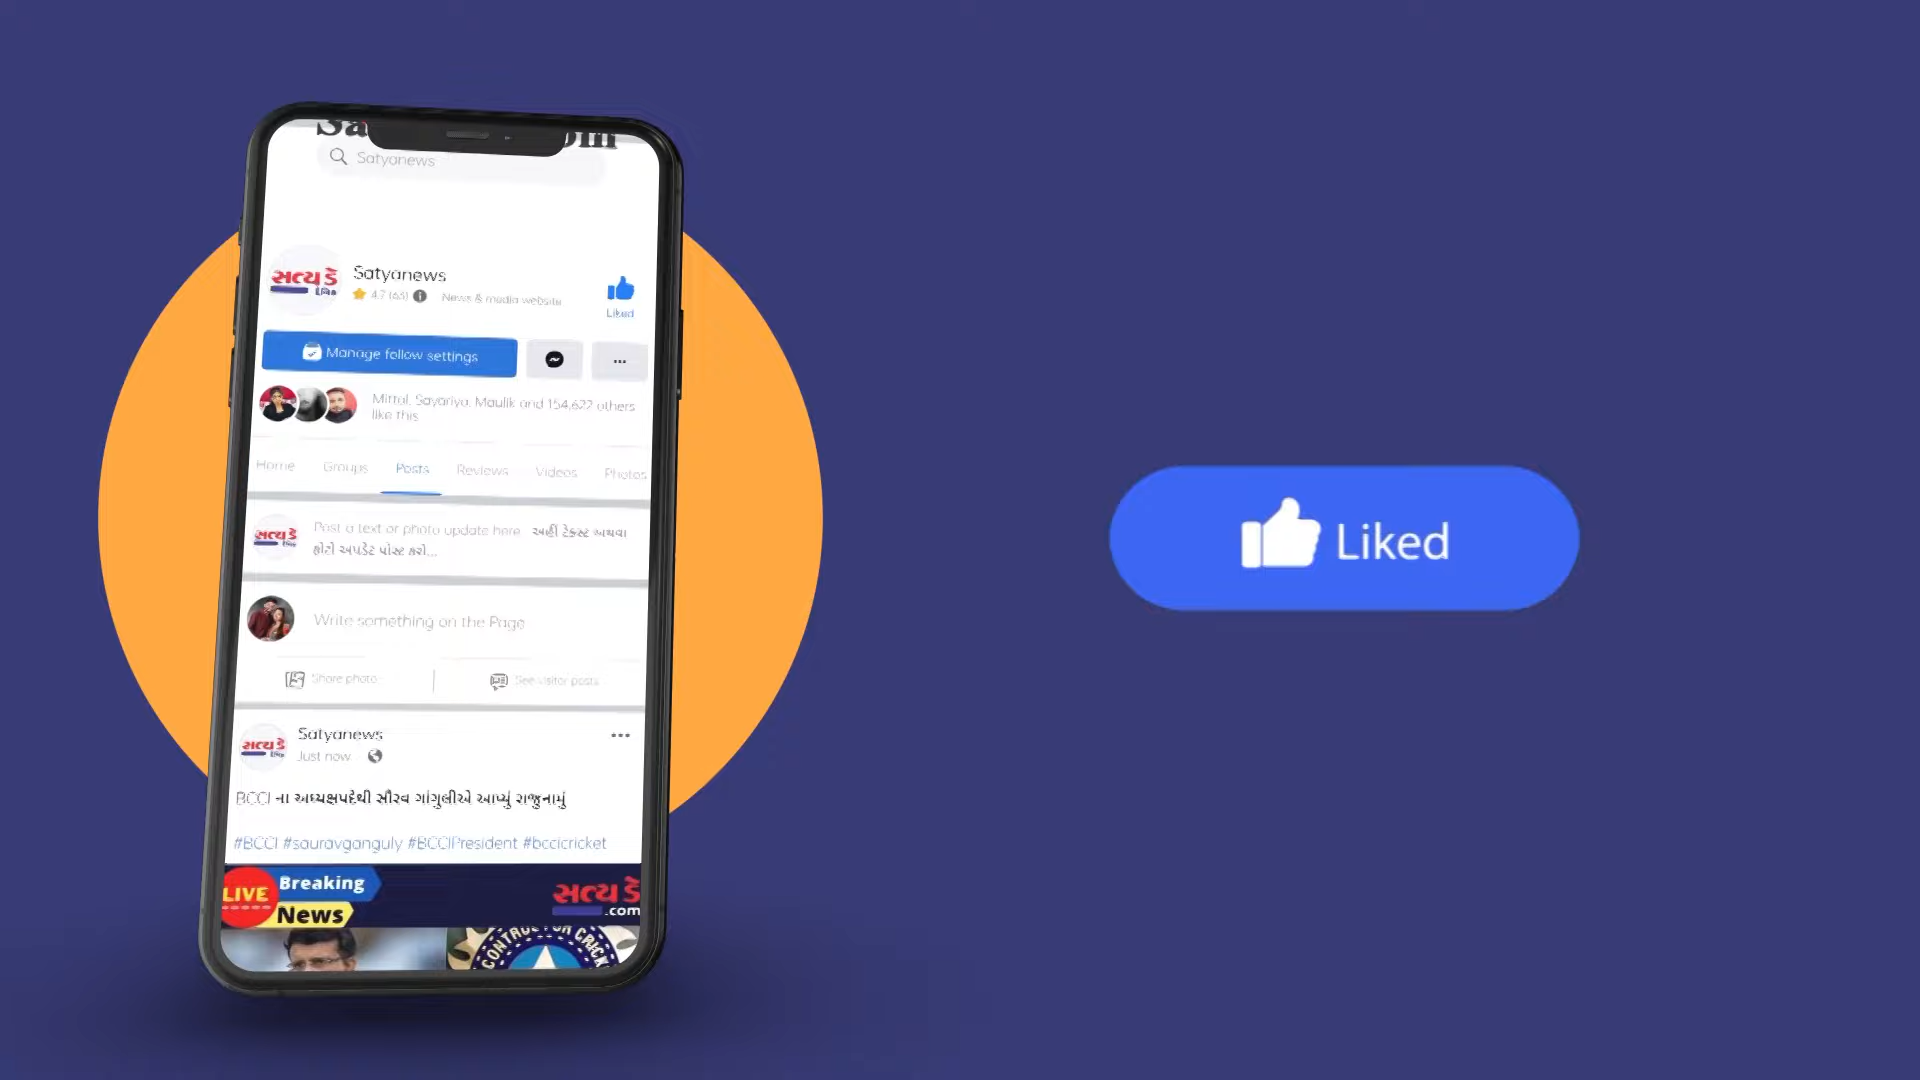 Satyanews
સત્ય ડે
દૈનિક
Satyanews
4.7 (63) News & media website
Liked
Manage follow settings
Mittal, Sayariya, Maulik and 154,622 others
like this
Home Groups Posts Reviews Videos Photos
સત્ય ડે
Post a text or photo update here અહીં ટેક્સ્ટ અથવા
ફોટો અપડેટ પોસ્ટ કરો...
Write something on the Page
Share photo See visitor posts
સત્ય ડે
Satyanews
Just now
BCCI ના અધ્યક્ષપદેથી સૌરવ ગાંગુલીએ આપ્યું રાજીનામું
#BCCI #sauravganguly #BCCIPresident #bccicricket
LIVE
Breaking
News
સત્ય ડે
.com
Liked